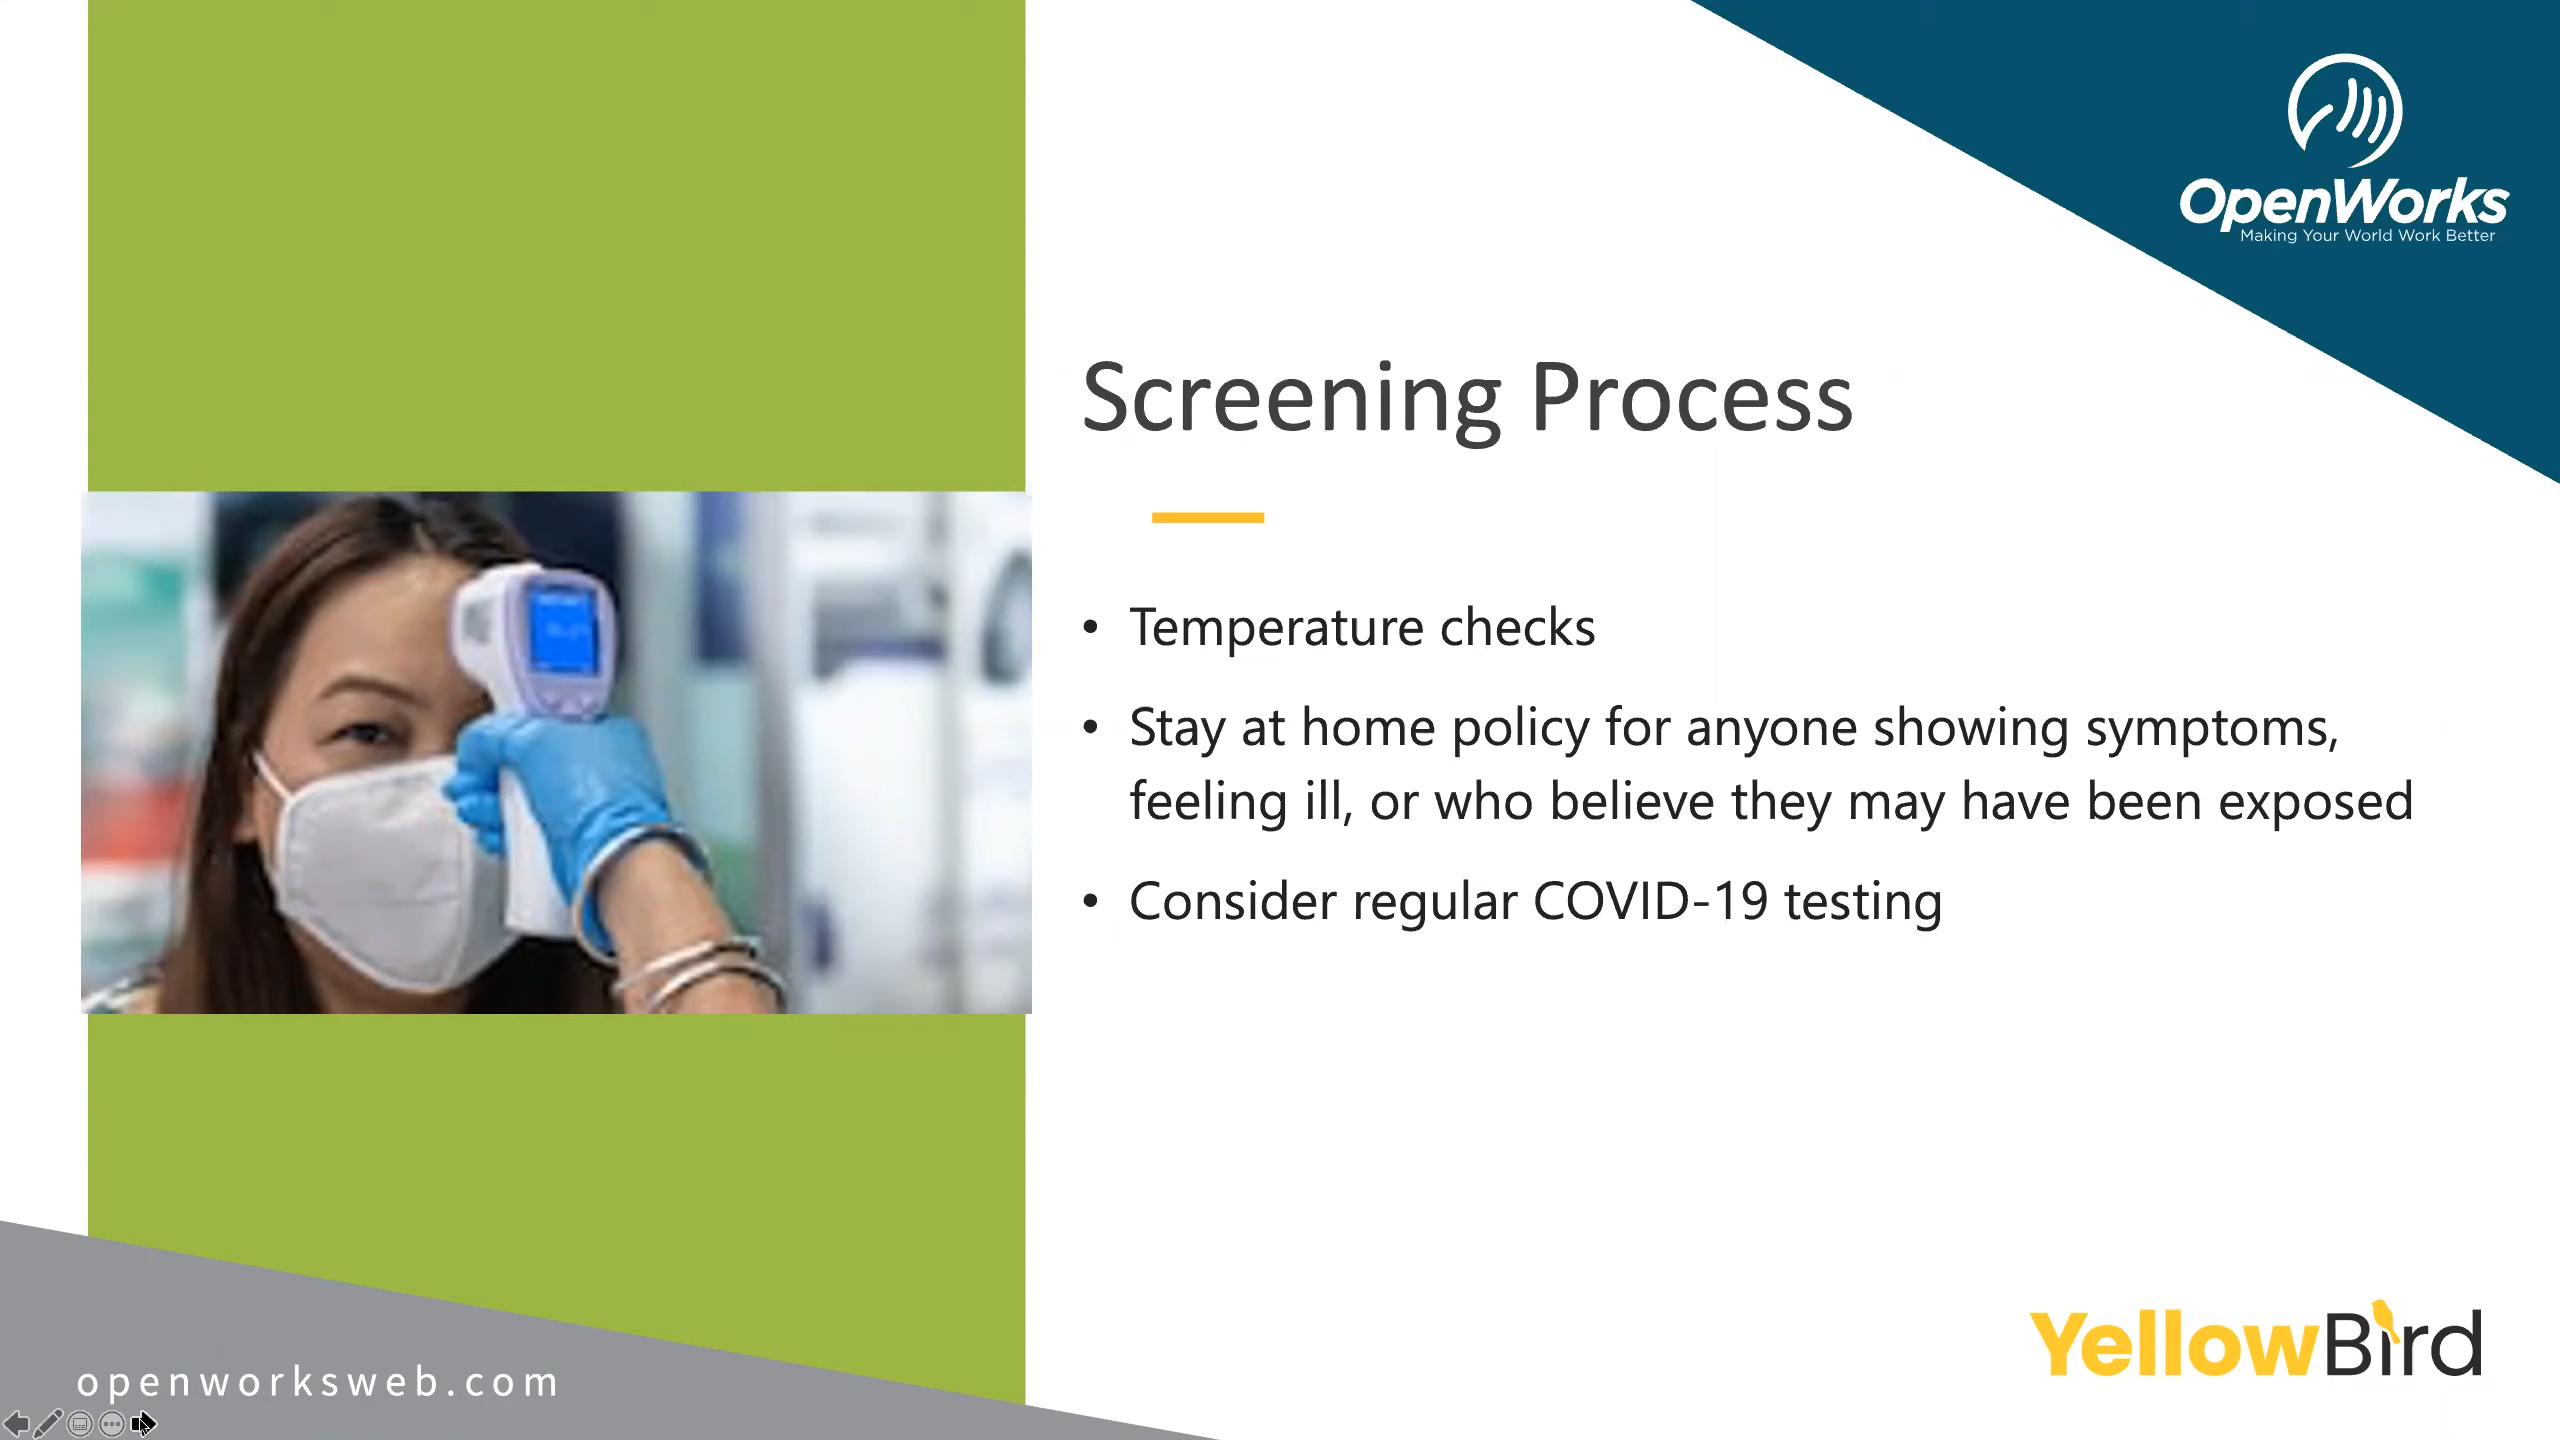 OpenWorks
Making Your World Work Better
Screening Process
• Temperature checks
• Stay at home policy for anyone showing symptoms,
feeling ill, or who believe they may have been exposed
• Consider regular COVID-19 testing
YellowBird
openworksweb.com